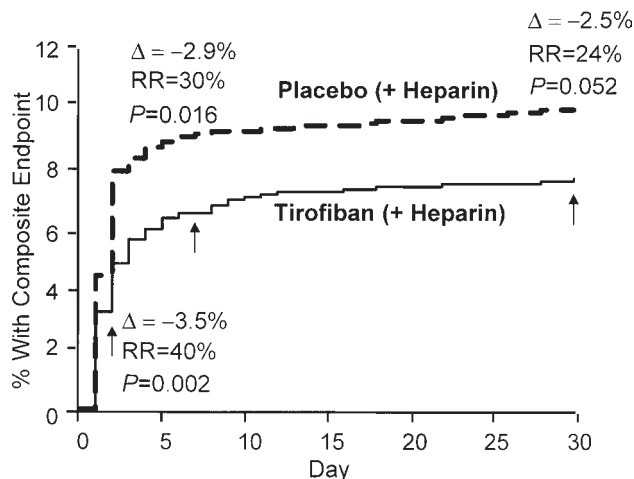 Δ = −2.5%
RR=24%
P=0.052
Δ = −2.9%
RR=30%
P=0.016
Placebo (+ Heparin)
Tirofiban (+ Heparin)
Δ = −3.5%
RR=40%
P=0.002
% With Composite Endpoint
12
10
8
6
4
2
0
0 5 10 15 20 25 30
Day